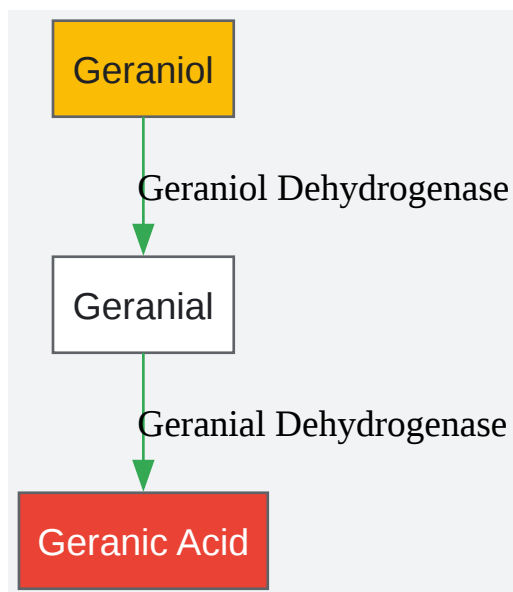 Geraniol
Geraniol Dehydrogenase
Geranial
Geranial Dehydrogenase
Geranic Acid